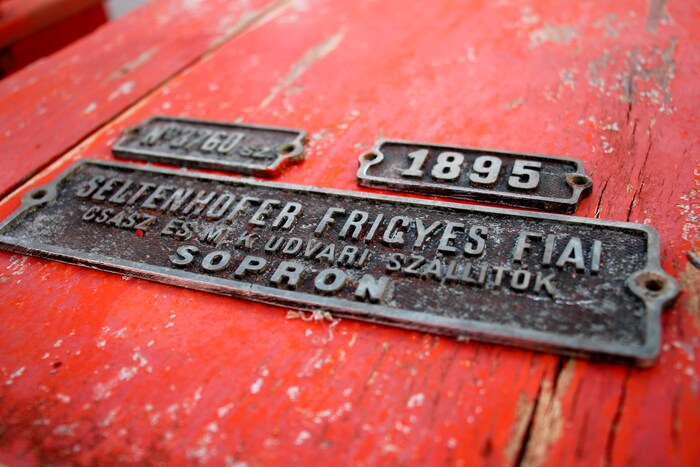 No 3760 sz.
1895
SELTENHOFER FRIGYES FIAI
CSÁSZ ÉS M. K. UDVARI SZÁLLITÓK
SOPRON